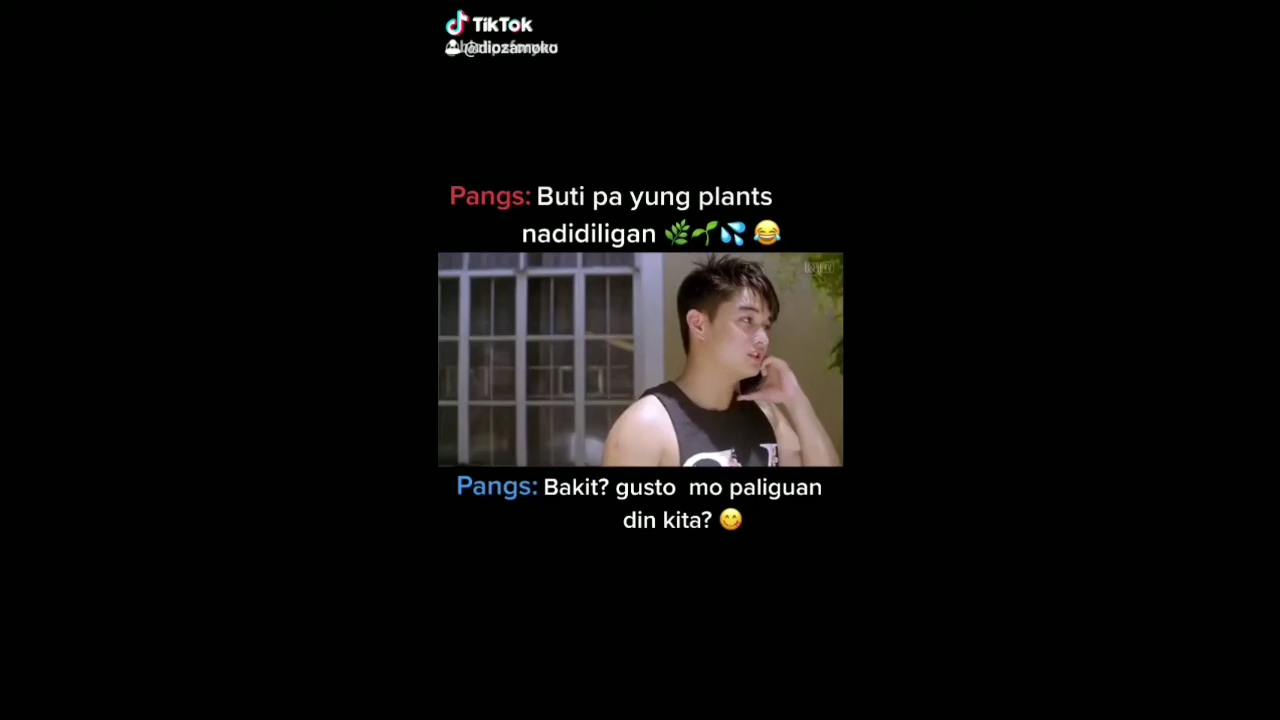 TikTok
Pangs: Buti pa yung plants
nadidiligan 🌿🌱💦 😂
Pangs: Bakit? gusto mo paliguan
din kita? 😋